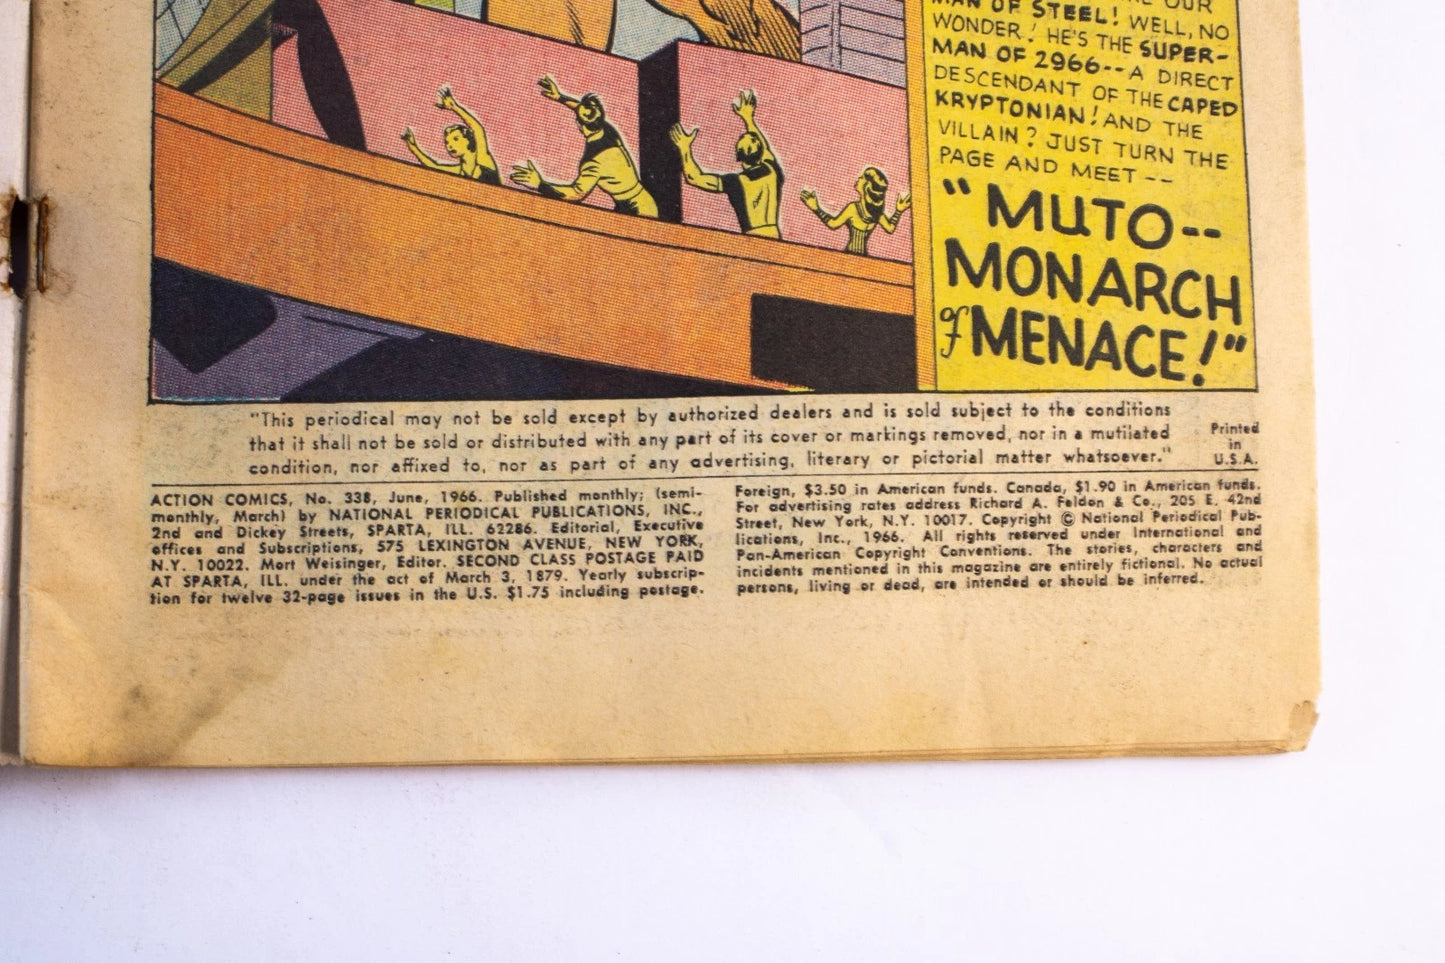 OUR
MAN OF STEEL! WELL, NO
WONDER! HE'S THE SUPER-
MAN OF 2966--A DIRECT
DESCENDANT OF THE CAPED
KRYPTONIAN! AND THE
VILLAIN? JUST TURN THE
PAGE AND MEET--
"MUTO--
MONARCH
of MENACE!"
"This periodical may not be sold except by authorized dealers and is sold subject to the conditions
that it shall not be sold or distributed with any part of its cover or markings removed, nor in a mutilated
condition, nor affixed to, nor as part of any advertising, literary or pictorial matter whatsoever."
Printed
in
U.S.A.
ACTION COMICS, No. 338, June, 1966. Published monthly; (semi-
monthly, March) by NATIONAL PERIODICAL PUBLICATIONS, INC.,
2nd and Dickey Streets, SPARTA, ILL. 62286. Editorial, Executive
offices and Subscriptions, 575 LEXINGTON AVENUE, NEW YORK,
N.Y. 10022. Mort Weisinger, Editor. SECOND CLASS POSTAGE PAID
AT SPARTA, ILL. under the act of March 3, 1879. Yearly subscrip-
tion for twelve 32-page issues in the U.S. $1.75 including postage.
Foreign, $3.50 in American funds. Canada, $1.90 in American funds.
For advertising rates address Richard A. Feldon & Co., 205 E. 42nd
Street, New York, N.Y. 10017. Copyright © National Periodical Pub-
lications, Inc., 1966. All rights reserved under International and
Pan-American Copyright Conventions. The stories, characters and
incidents mentioned in this magazine are entirely fictional. No actual
persons, living or dead, are intended or should be inferred.